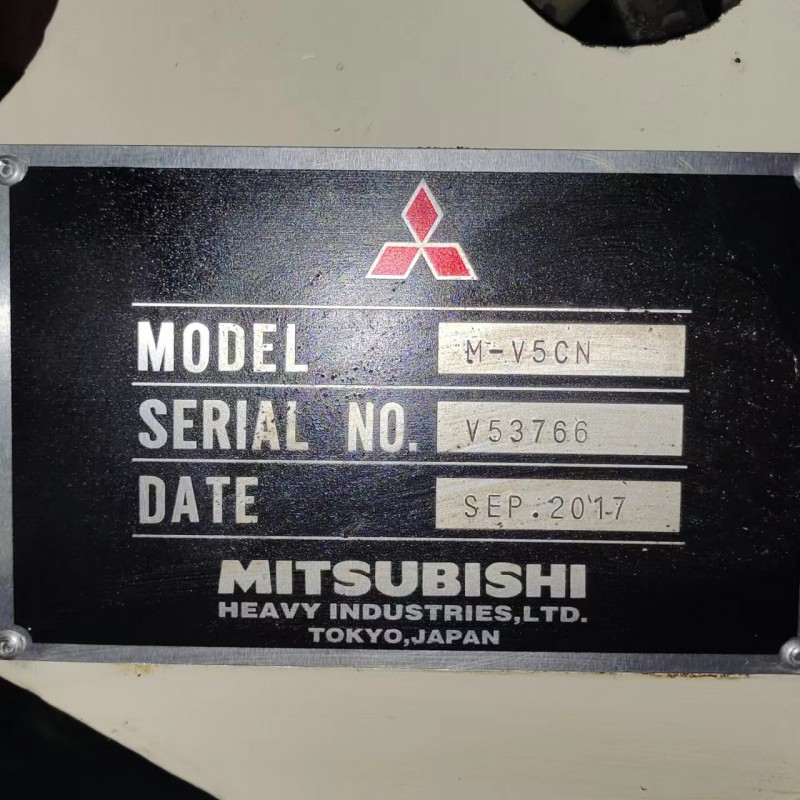 MODEL M-V5CN
SERIAL NO. V53766
DATE SEP.2017
MITSUBISHI
HEAVY INDUSTRIES,LTD.
TOKYO,JAPAN